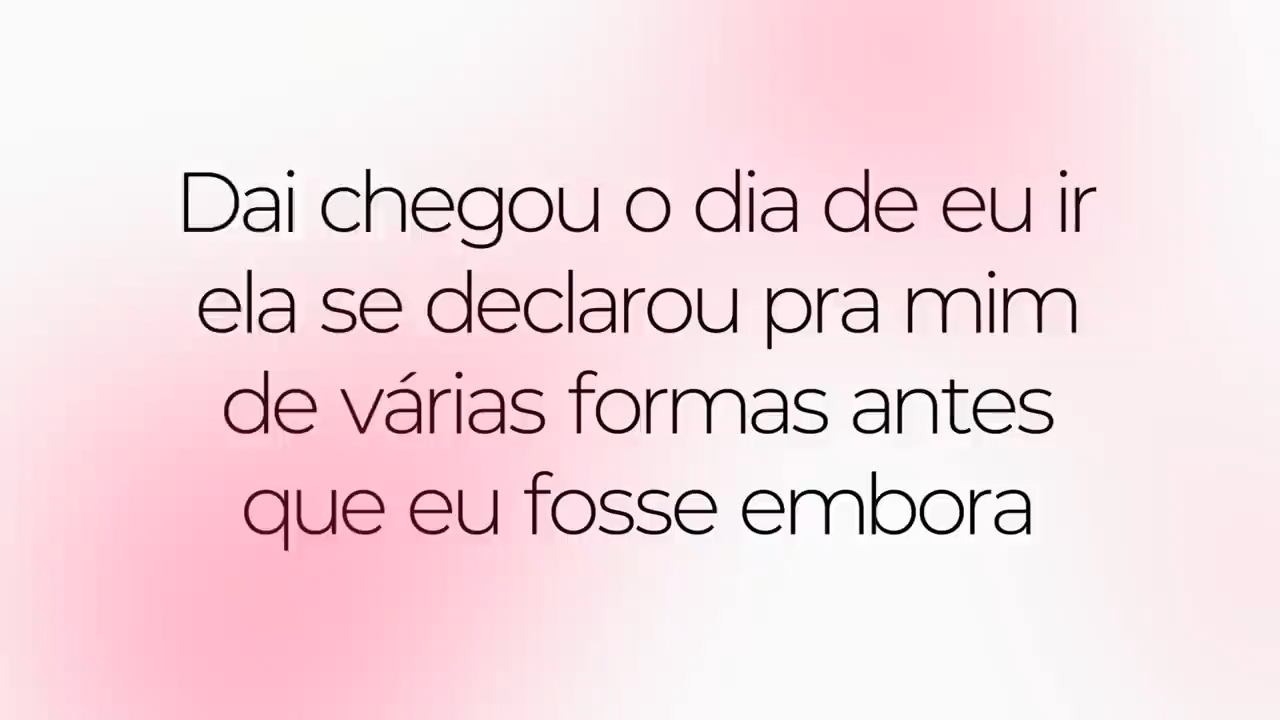 Dai chegou o dia de eu ir
ela se declarou pra mim
de várias formas antes
que eu fosse embora